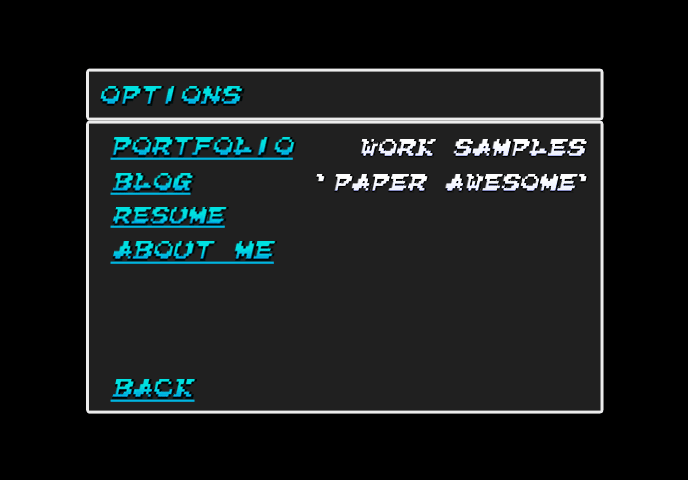 OPTIONS
PORTFOLIO WORK SAMPLES
BLOG 'PAPER AWESOME'
RESUME
ABOUT ME
BACK